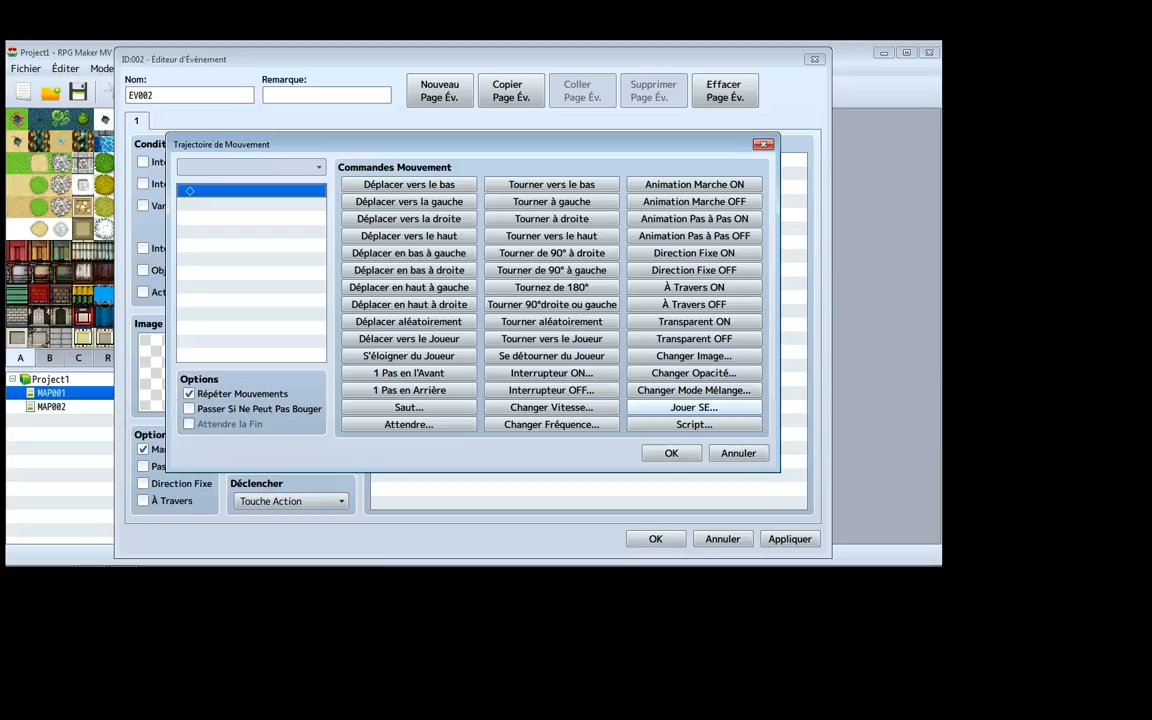 Project1 - RPG Maker MV
ID:002 - Éditeur d'Évènement
Fichier Éditer Mode
Nom:
Remarque:
EV002
Nouveau
Page Év.
Copier
Page Év.
Coller
Page Év.
Supprimer
Page Év.
Effacer
Page Év.
1
Condit
Inte
Inte
Var
Inte
Obj
Act
Image
Option
Mar
Pas
Direction Fixe
À Travers
Déclencher
Touche Action
A B C R
Project1
MAP001
MAP002
Trajectoire de Mouvement
Options
Répéter Mouvements
Passer Si Ne Peut Pas Bouger
Attendre la Fin
Commandes Mouvement
Déplacer vers le bas
Tourner vers le bas
Animation Marche ON
Déplacer vers la gauche
Tourner à gauche
Animation Marche OFF
Déplacer vers la droite
Tourner à droite
Animation Pas à Pas ON
Déplacer vers le haut
Tourner vers le haut
Animation Pas à Pas OFF
Déplacer en bas à gauche
Tourner de 90° à droite
Direction Fixe ON
Déplacer en bas à droite
Tourner de 90° à gauche
Direction Fixe OFF
Déplacer en haut à gauche
Tournez de 180°
À Travers ON
Déplacer en haut à droite
Tourner 90°droite ou gauche
À Travers OFF
Déplacer aléatoirement
Tourner aléatoirement
Transparent ON
Délacer vers le Joueur
Tourner vers le Joueur
Transparent OFF
S'éloigner du Joueur
Se détourner du Joueur
Changer Image...
1 Pas en l'Avant
Interrupteur ON...
Changer Opacité...
1 Pas en Arrière
Interrupteur OFF...
Changer Mode Mélange...
Saut...
Changer Vitesse...
Jouer SE...
Attendre...
Changer Fréquence...
Script...
OK
Annuler
OK
Annuler
Appliquer